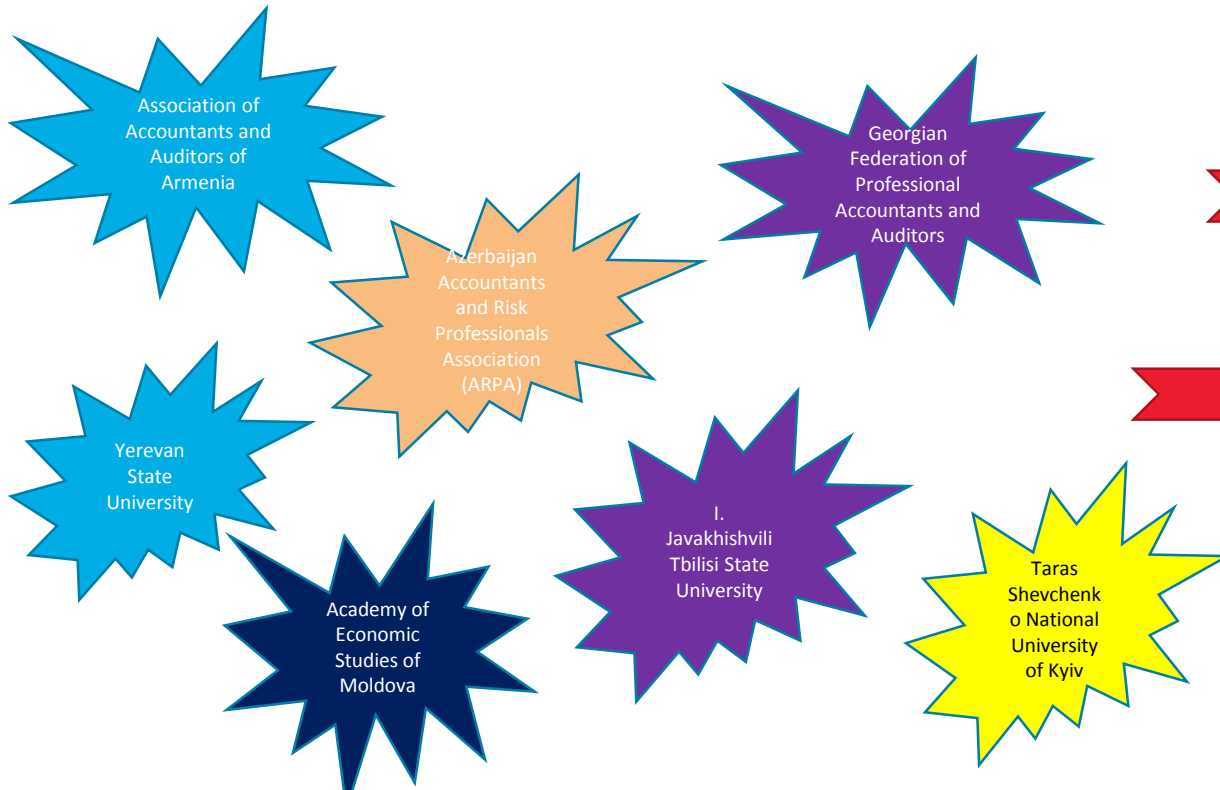 Association of
Accountants and
Auditors of
Armenia
Georgian
Federation of
Professional
Accountants and
Auditors
Azerbaijan
Accountants
and Risk
Professionals
Association
(ARPA)
Yerevan
State
University
I.
Javakhishvili
Tbilisi State
University
Taras
Shevchenk
o National
University
of Kyiv
Academy of
Economic
Studies of
Moldova